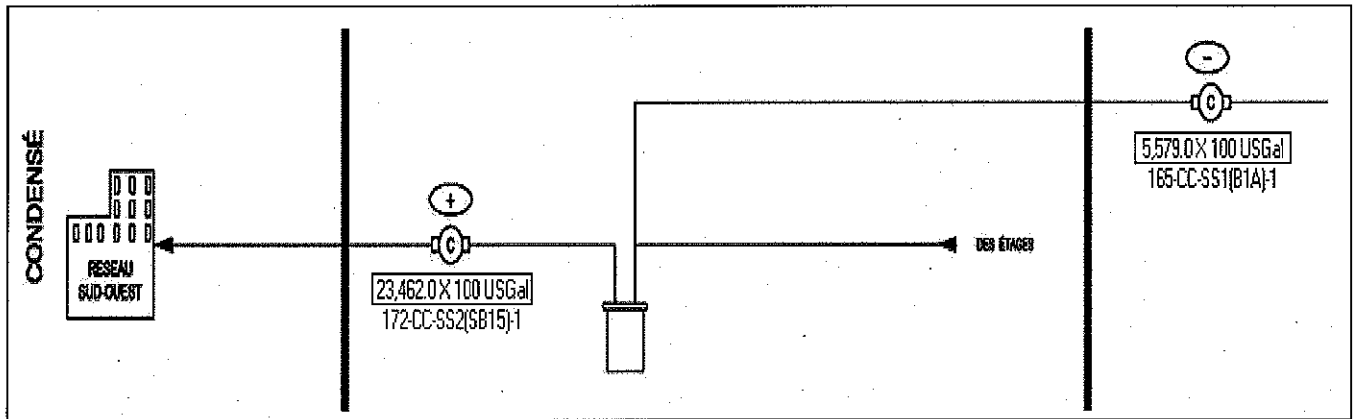 CONDENSÉ
RESEAU
SUD-OUEST
+
C
23,462.0 X 100 USGal
172-CC-SS2(SB15)-1
DES ÉTAGES
-
C
5,579.0 X 100 USGal
165-CC-SS1(B1A)-1